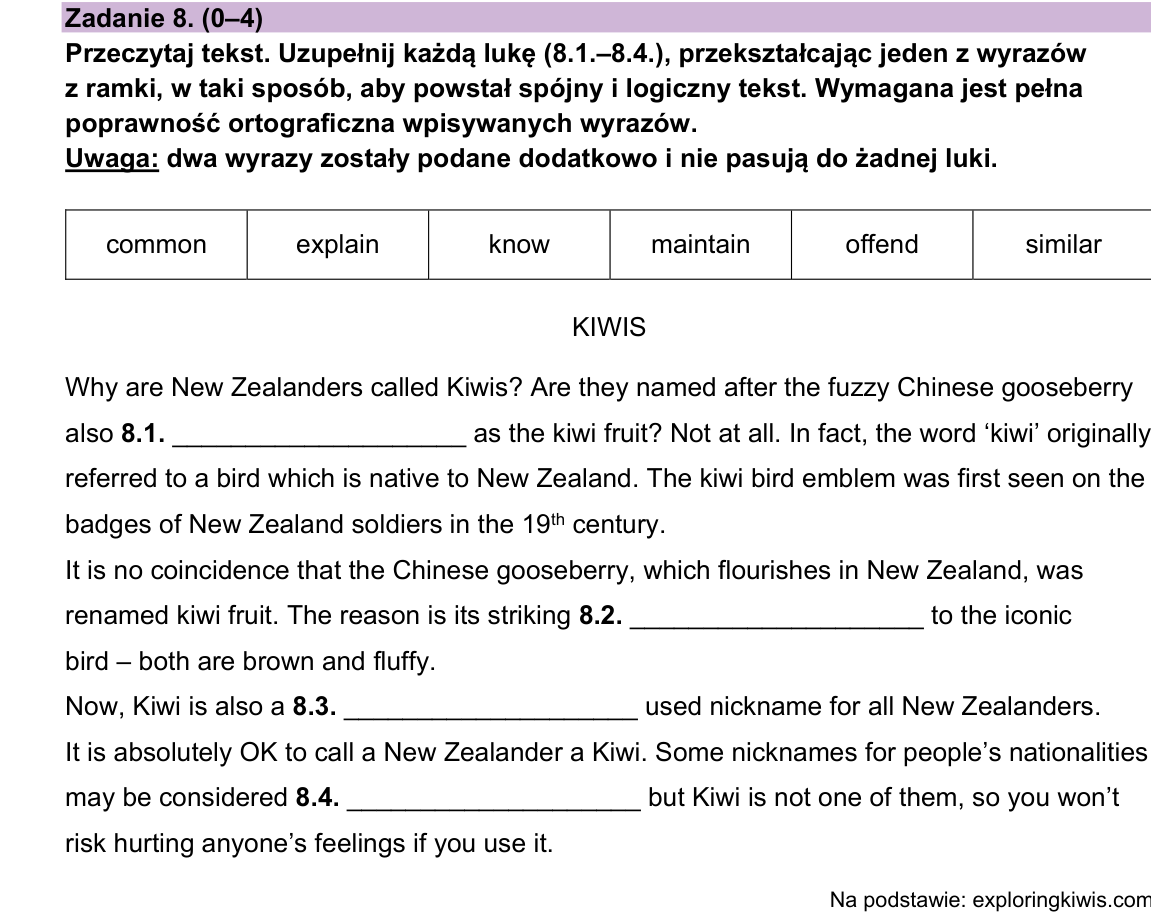 Zadanie 8. (0–4)
Przeczytaj tekst. Uzupełnij każdą lukę (8.1.–8.4.), przekształcając jeden z wyrazów
z ramki, w taki sposób, aby powstał spójny i logiczny tekst. Wymagana jest pełna
poprawność ortograficzna wpisywanych wyrazów.
Uwaga: dwa wyrazy zostały podane dodatkowo i nie pasują do żadnej luki.
common explain know maintain offend similar
KIWIS
Why are New Zealanders called Kiwis? Are they named after the fuzzy Chinese gooseberry
also 8.1. ____________________ as the kiwi fruit? Not at all. In fact, the word ‘kiwi’ originally
referred to a bird which is native to New Zealand. The kiwi bird emblem was first seen on the
badges of New Zealand soldiers in the 19th century.
It is no coincidence that the Chinese gooseberry, which flourishes in New Zealand, was
renamed kiwi fruit. The reason is its striking 8.2. ____________________ to the iconic
bird – both are brown and fluffy.
Now, Kiwi is also a 8.3. ____________________ used nickname for all New Zealanders.
It is absolutely OK to call a New Zealander a Kiwi. Some nicknames for people’s nationalities
may be considered 8.4. ____________________ but Kiwi is not one of them, so you won’t
risk hurting anyone’s feelings if you use it.
Na podstawie: exploringkiwis.com